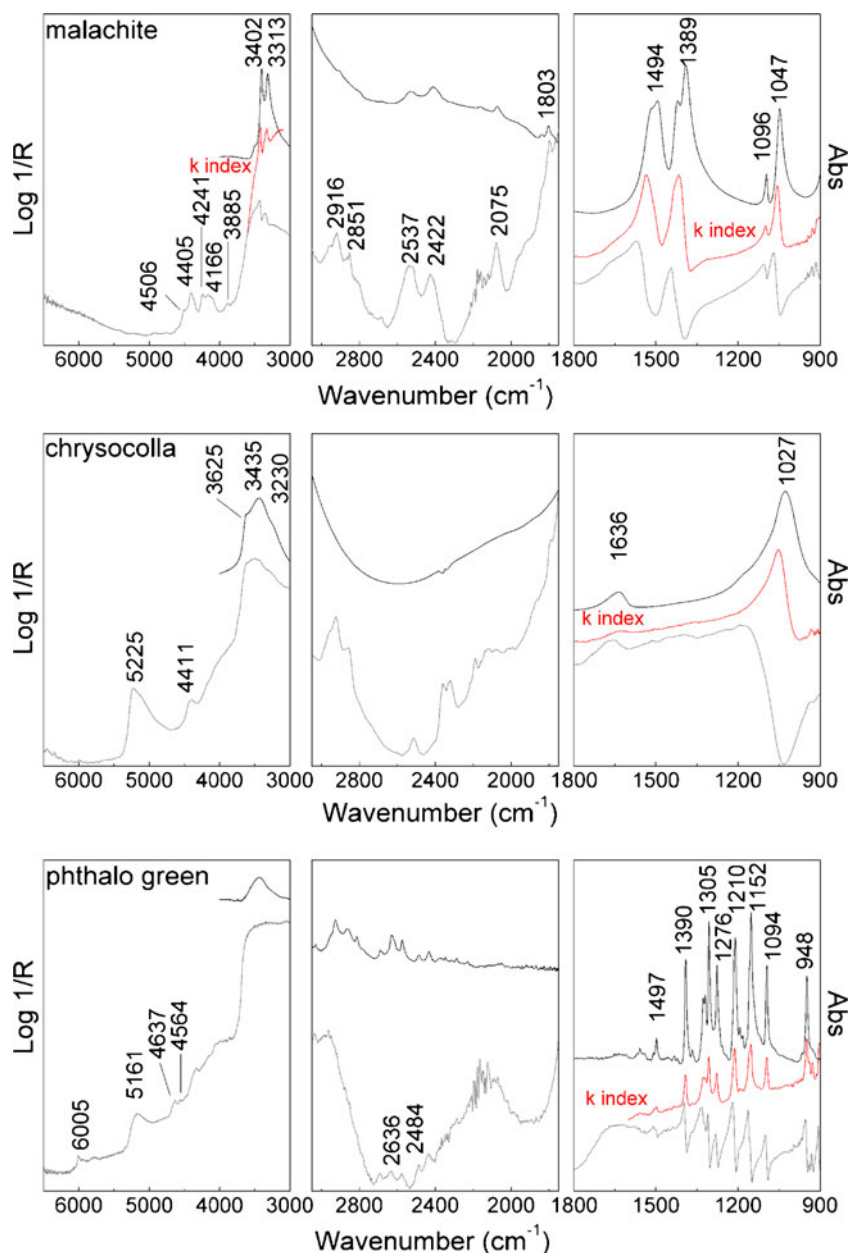 malachite
3402
3313
k index
4241
3885
4405
4166
4506
Log 1/R
6000 5000 4000 3000
2916
2851
2537
2422
2075
1803
2800 2400 2000
Wavenumber (cm-1)
1494
1389
1096
1047
k index
Abs
1800 1500 1200 900
chrysocolla
3625
3435
3230
5225
4411
Log 1/R
6000 5000 4000 3000
2800 2400 2000
Wavenumber (cm-1)
1636
1027
k index
Abs
1800 1500 1200 900
phthalo green
4637
4564
5161
6005
Log 1/R
6000 5000 4000 3000
2636
2484
2800 2400 2000
Wavenumber (cm-1)
1497
1390
1305
1276
1210
1152
1094
948
k index
Abs
1800 1500 1200 900